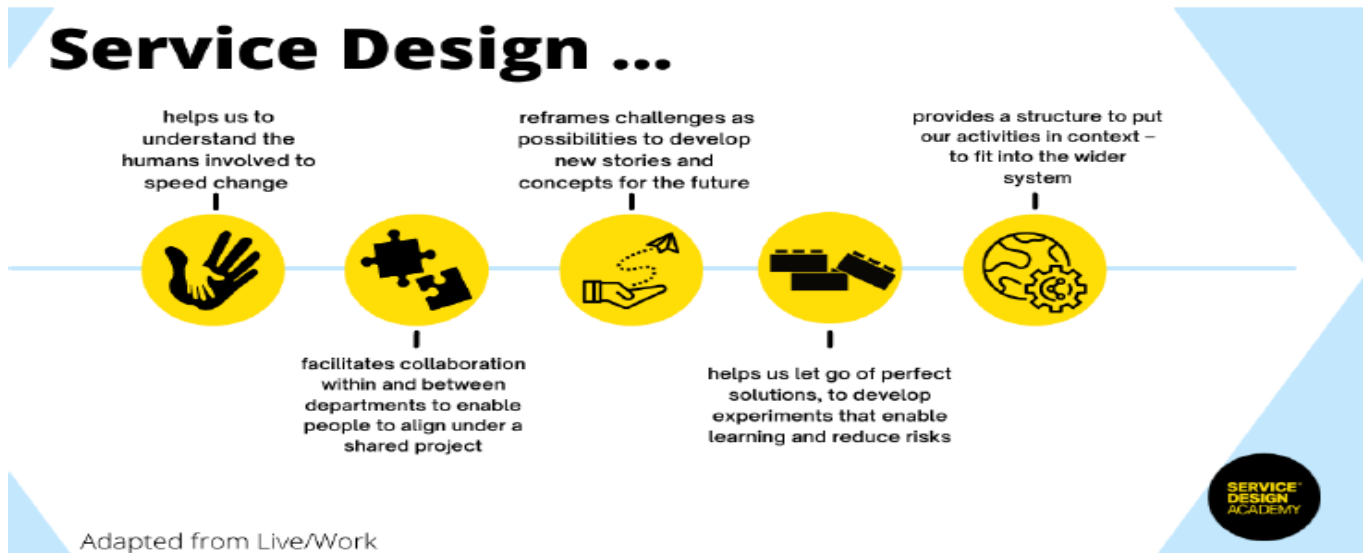 Service Design ...
helps us to
understand the
humans involved to
speed change
facilitates collaboration
within and between
departments to enable
people to align under a
shared project
reframes challenges as
possibilities to develop
new stories and
concepts for the future
helps us let go of perfect
solutions, to develop
experiments that enable
learning and reduce risks
provides a structure to put
our activities in context –
to fit into the wider
system
SERVICE
DESIGN
ACADEMY
Adapted from Live/Work